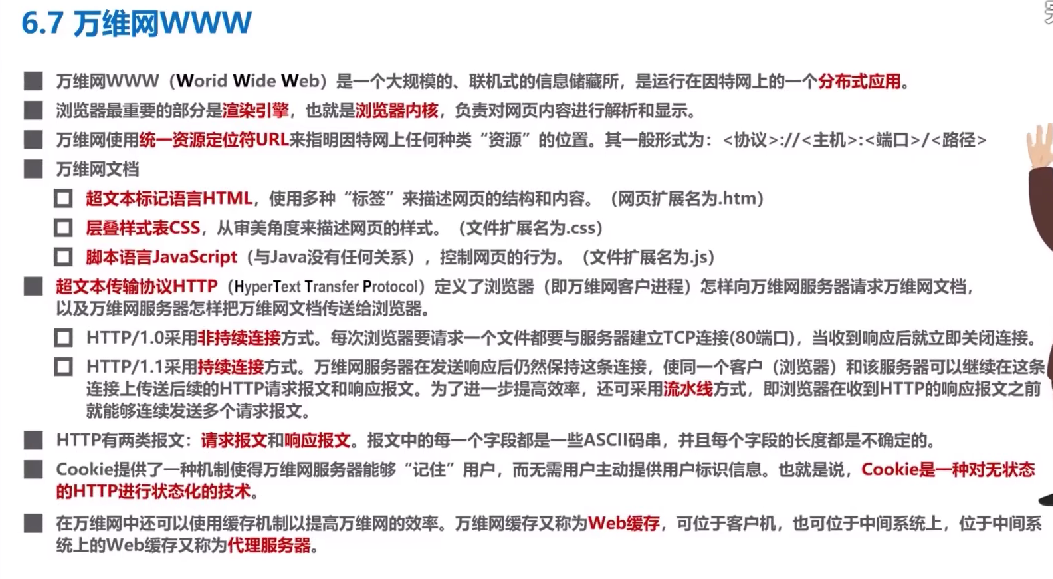 6.7 万维网WWW
万维网WWW（Worid Wide Web）是一个大规模的、联机式的信息储藏所，是运行在因特网上的一个分布式应用。
浏览器最重要的部分是渲染引擎，也就是浏览器内核，负责对网页内容进行解析和显示。
万维网使用统一资源定位符URL来指明因特网上任何种类“资源”的位置。其一般形式为：<协议>://<主机>:<端口>/<路径>
万维网文档
超文本标记语言HTML，使用多种“标签”来描述网页的结构和内容。（网页扩展名为.htm）
层叠样式表CSS，从审美角度来描述网页的样式。（文件扩展名为.css）
脚本语言JavaScript（与Java没有任何关系），控制网页的行为。（文件扩展名为.js）
超文本传输协议HTTP（HyperText Transfer Protocol）定义了浏览器（即万维网客户进程）怎样向万维网服务器请求万维网文档，
以及万维网服务器怎样把万维网文档传送给浏览器。
HTTP/1.0采用非持续连接方式。每次浏览器要请求一个文件都要与服务器建立TCP连接(80端口)，当收到响应后就立即关闭连接。
HTTP/1.1采用持续连接方式。万维网服务器在发送响应后仍然保持这条连接，使同一个客户（浏览器）和该服务器可以继续在这条
连接上传送后续的HTTP请求报文和响应报文。为了进一步提高效率，还可采用流水线方式，即浏览器在收到HTTP的响应报文之前
就能够连续发送多个请求报文。
HTTP有两类报文：请求报文和响应报文。报文中的每一个字段都是一些ASCII码串，并且每个字段的长度都是不确定的。
Cookie提供了一种机制使得万维网服务器能够“记住”用户，而无需用户主动提供用户标识信息。也就是说，Cookie是一种对无状态
的HTTP进行状态化的技术。
在万维网中还可以使用缓存机制以提高万维网的效率。万维网缓存又称为Web缓存，可位于客户机，也可位于中间系统上，位于中间系
统上的Web缓存又称为代理服务器。